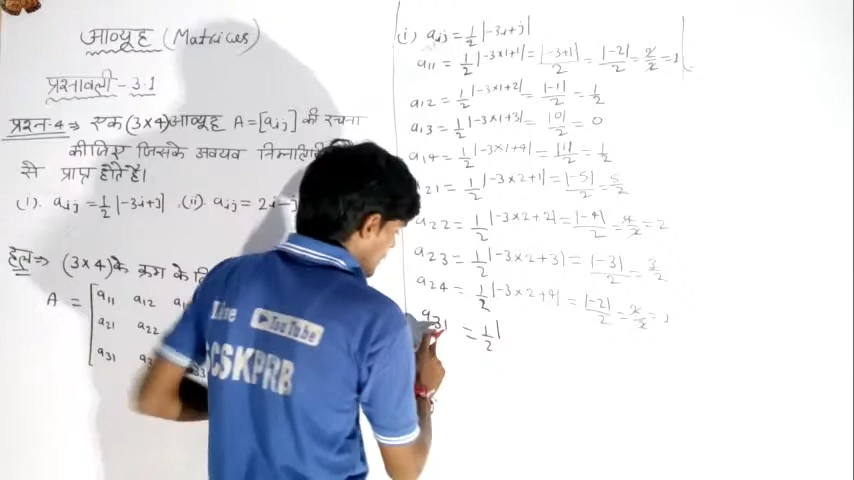 आव्यूह (Matrices)
प्रश्नावली - 3.1
प्रश्न-4 ⇒ एक (3×4) आव्यूह A = [aij] की रचना
कीजिए जिसके अवयव
से प्राप्त होते हैं।
(i). aij = 1/2 |-3i+j| .(ii). aij = 2i-j
हल ⇒ (3×4) के क्रम के
A = [a11 a12
a21 a22
a31
(i) aij = 1/2 |-3i+j|
a11 = 1/2 |-3×1+1| = |-3+1|/2 = |-2|/2 = 2/2 = 1
a12 = 1/2 |-3×1+2| = |-1|/2 = 1/2
a13 = 1/2 |-3×1+3| = |0|/2 = 0
a14 = 1/2 |-3×1+4| = |1|/2 = 1/2
a21 = 1/2 |-3×2+1| = |-5|/2 = 5/2
a22 = 1/2 |-3×2+2| = |-4|/2 = 4/2 = 2
a23 = 1/2 |-3×2+3| = |-3|/2 = 3/2
a24 = 1/2 |-3×2+4| = |-2|/2 = 2/2 = 1
a31 = 1/2 |
YouTube
CSKPRB